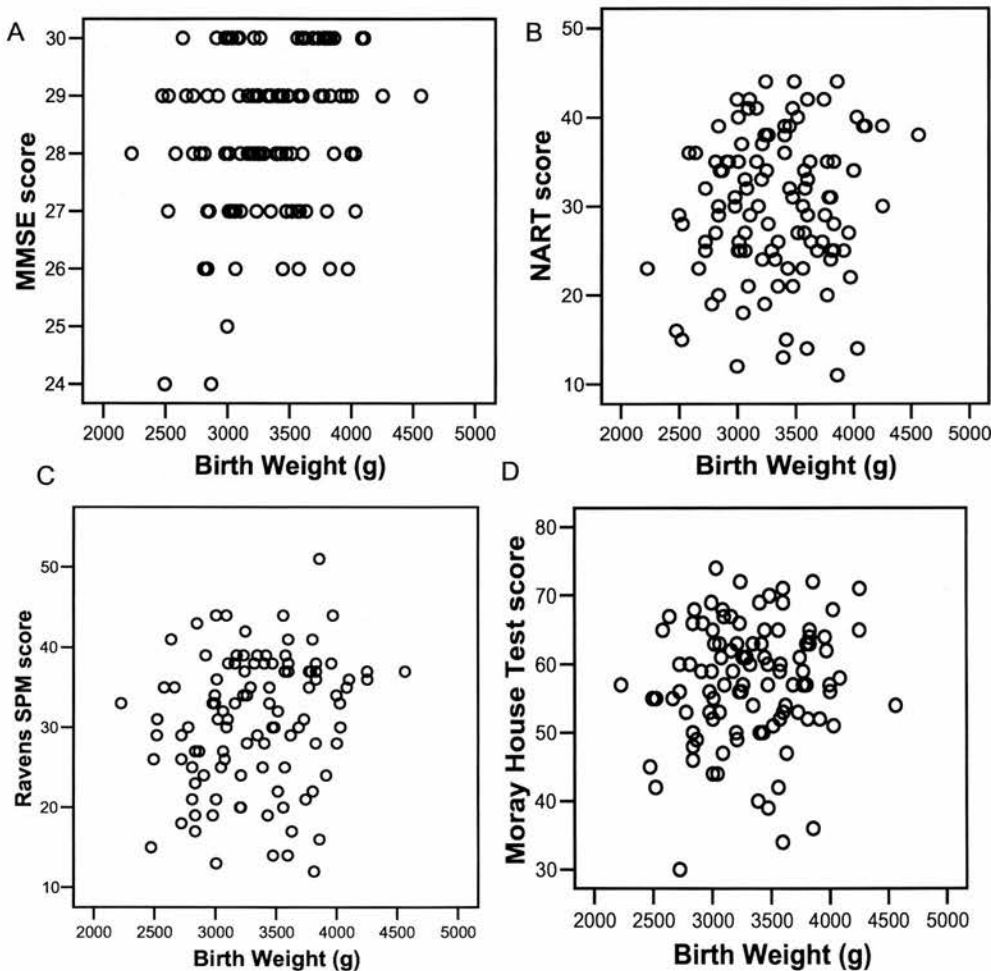 A
MMSE score
30
29
28
27
26
25
24
2000 2500 3000 3500 4000 4500 5000
Birth Weight (g)
B
NART score
50
40
30
20
10
2000 2500 3000 3500 4000 4500 5000
Birth Weight (g)
C
Ravens SPM score
50
40
30
20
10
2000 2500 3000 3500 4000 4500 5000
Birth Weight (g)
D
Moray House Test score
80
70
60
50
40
30
2000 2500 3000 3500 4000 4500 5000
Birth Weight (g)